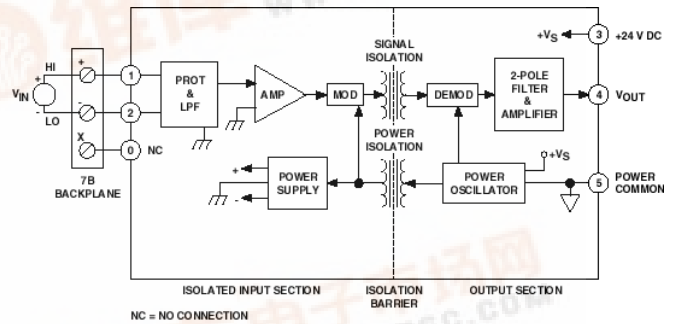 +VS
3
+24 V DC
SIGNAL
ISOLATION
HI
+
1
PROT
&
LPF
AMP
MOD
DEMOD
2-POLE
FILTER
&
AMPLIFIER
4
VOUT
+
VIN
-
-
LO
2
X
0
NC
POWER
ISOLATION
+VS
7B
BACKPLANE
+
-
POWER
SUPPLY
POWER
OSCILLATOR
5
POWER
COMMON
ISOLATED INPUT SECTION
ISOLATION
BARRIER
OUTPUT SECTION
NC = NO CONNECTION